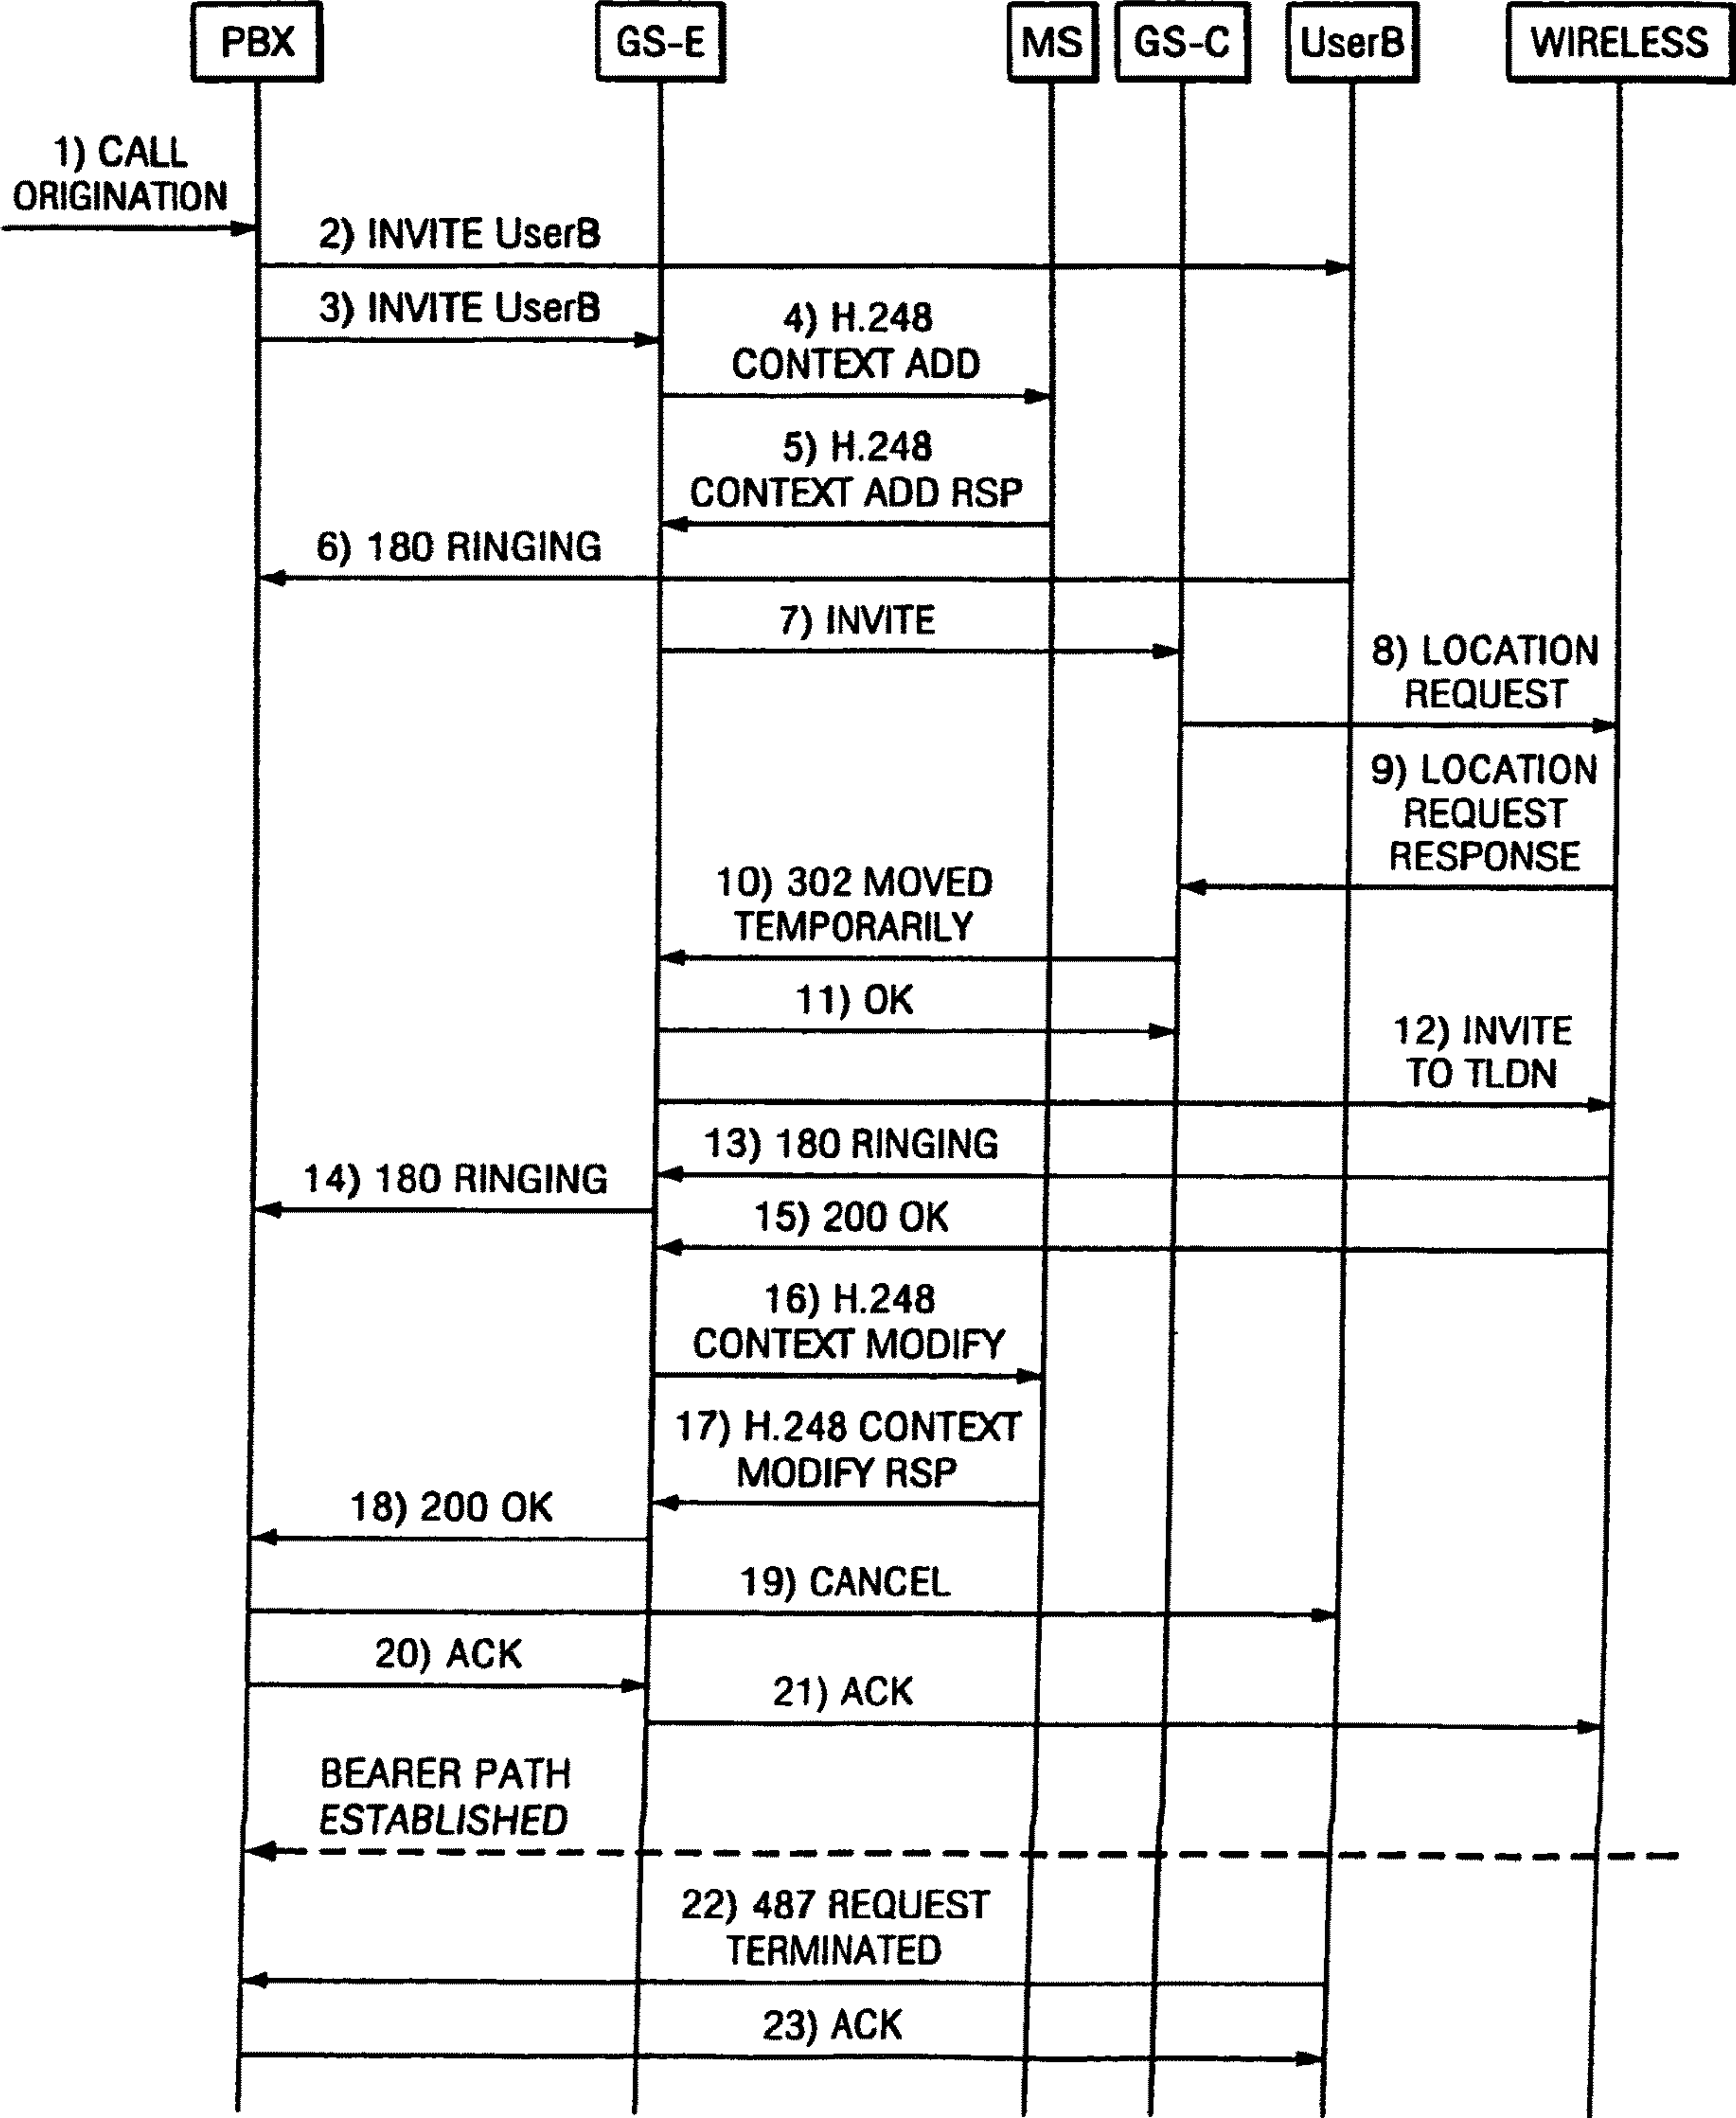 PBX
GS-E
MS
GS-C
UserB
WIRELESS
1) CALL
ORIGINATION
2) INVITE UserB
3) INVITE UserB
4) H.248
CONTEXT ADD
5) H.248
CONTEXT ADD RSP
6) 180 RINGING
7) INVITE
8) LOCATION
REQUEST
9) LOCATION
REQUEST
RESPONSE
10) 302 MOVED
TEMPORARILY
11) OK
12) INVITE
TO TLDN
13) 180 RINGING
14) 180 RINGING
15) 200 OK
16) H.248
CONTEXT MODIFY
17) H.248 CONTEXT
MODIFY RSP
18) 200 OK
19) CANCEL
20) ACK
21) ACK
BEARER PATH
ESTABLISHED
22) 487 REQUEST
TERMINATED
23) ACK